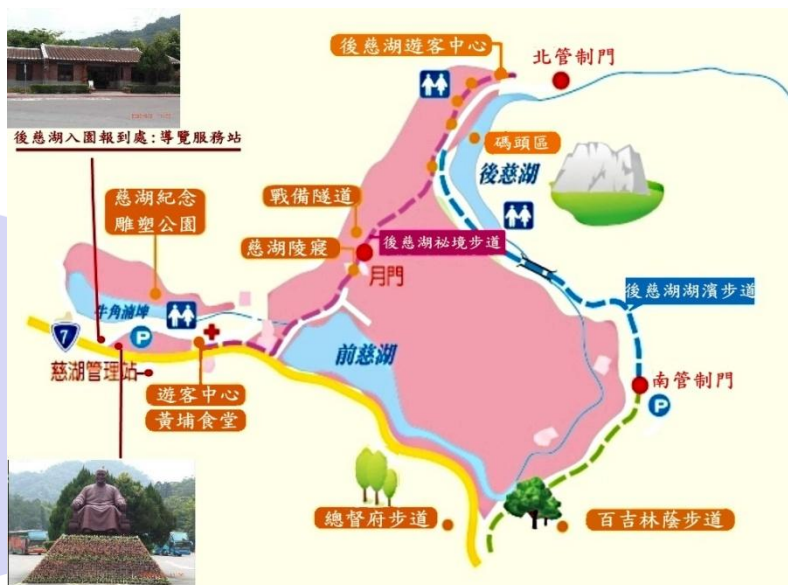 後慈湖遊客中心
北管制門
後慈湖入園報到處:導覽服務站
碼頭區
後慈湖
慈湖紀念
雕塑公園
戰備隧道
慈湖陵寢
後慈湖祕境步道
月門
後慈湖湖濱步道
牛角湳埤
P
7
前慈湖
慈湖管理站
南管制門
P
遊客中心
黃埔食堂
總督府步道
百吉林蔭步道